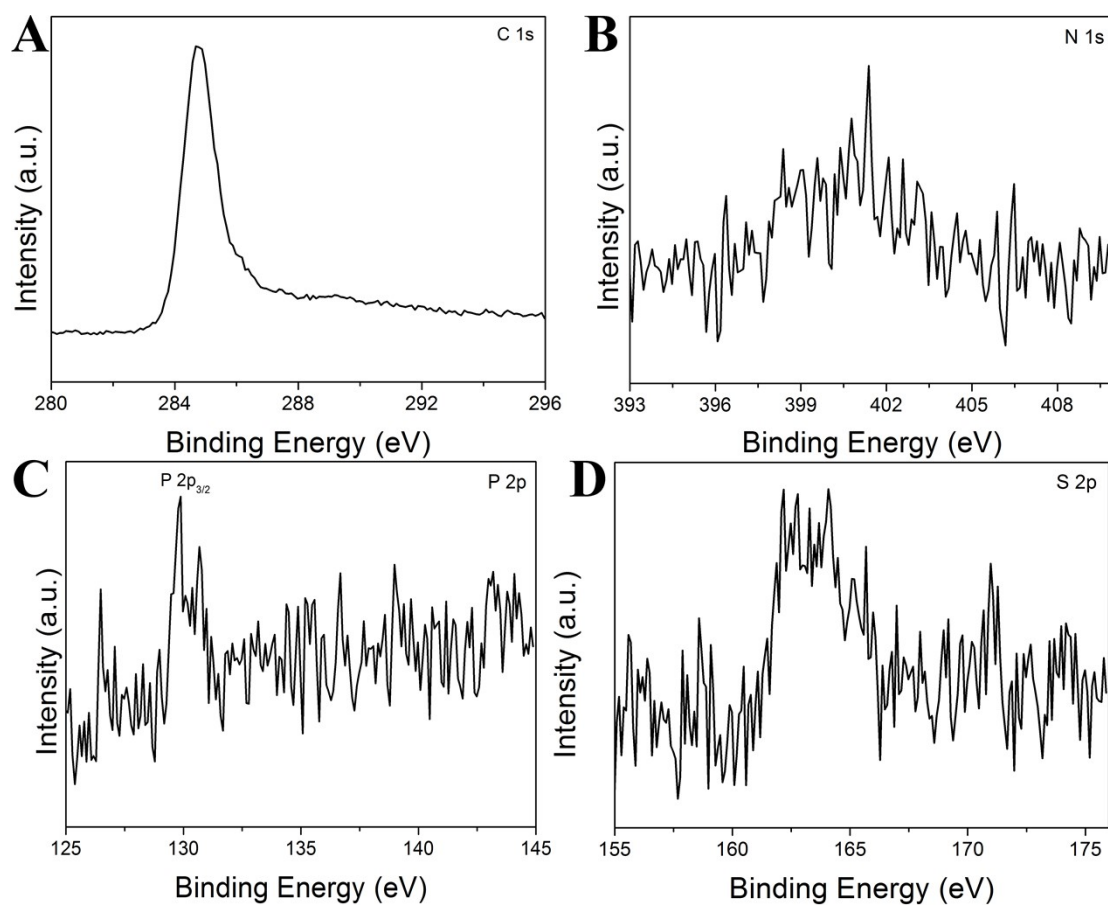 A
C 1s
Intensity (a.u.)
280 284 288 292 296
Binding Energy (eV)
B
N 1s
Intensity (a.u.)
393 396 399 402 405 408
Binding Energy (eV)
C
P 2p3/2
P 2p
Intensity (a.u.)
125 130 135 140 145
Binding Energy (eV)
D
S 2p
Intensity (a.u.)
155 160 165 170 175
Binding Energy (eV)